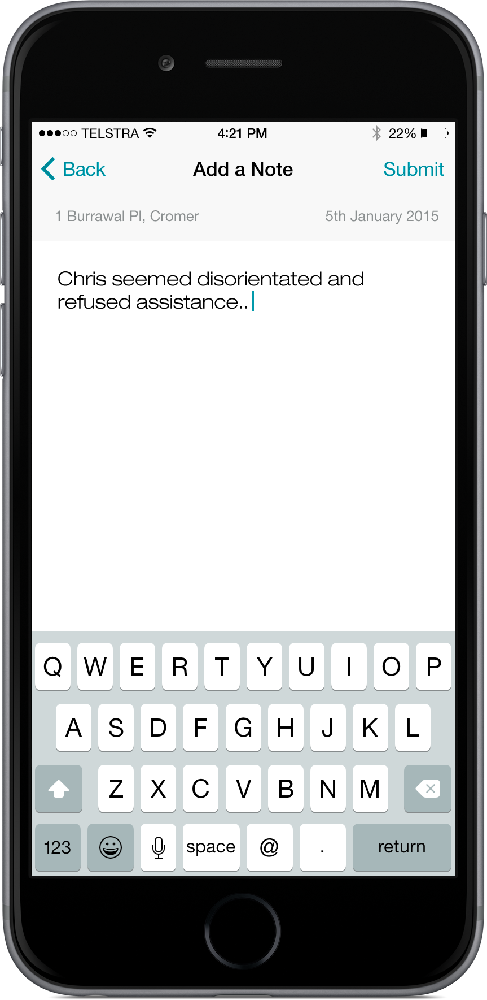 TELSTRA 4:21 PM 22%
Back Add a Note Submit
1 Burrawal Pl, Cromer 5th January 2015
Chris seemed disorientated and
refused assistance..
Q W E R T Y U I O P
A S D F G H J K L
Z X C V B N M
123 space @ . return